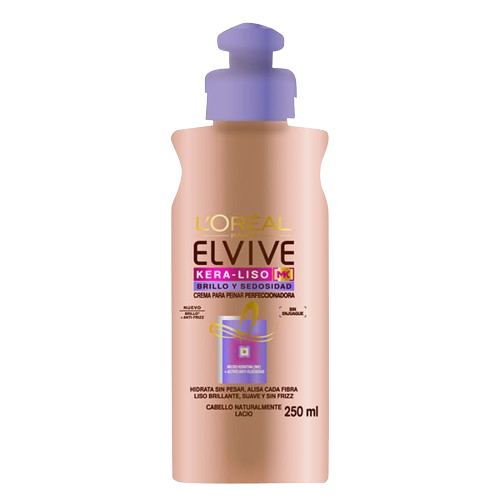 L'ORÉAL
PARIS
ELVIVE
KERA-LISO MK
BRILLO Y SEDOSIDAD
CREMA PARA PEINAR PERFECCIONADORA
NUEVO
BRILLO*
+ANTI-FRIZZ
SIN
ENJUAGUE
HIDRATA SIN PESAR, ALISA CADA FIBRA
LISO BRILLANTE, SUAVE Y SIN FRIZZ
CABELLO NATURALMENTE
LACIO
250 ml